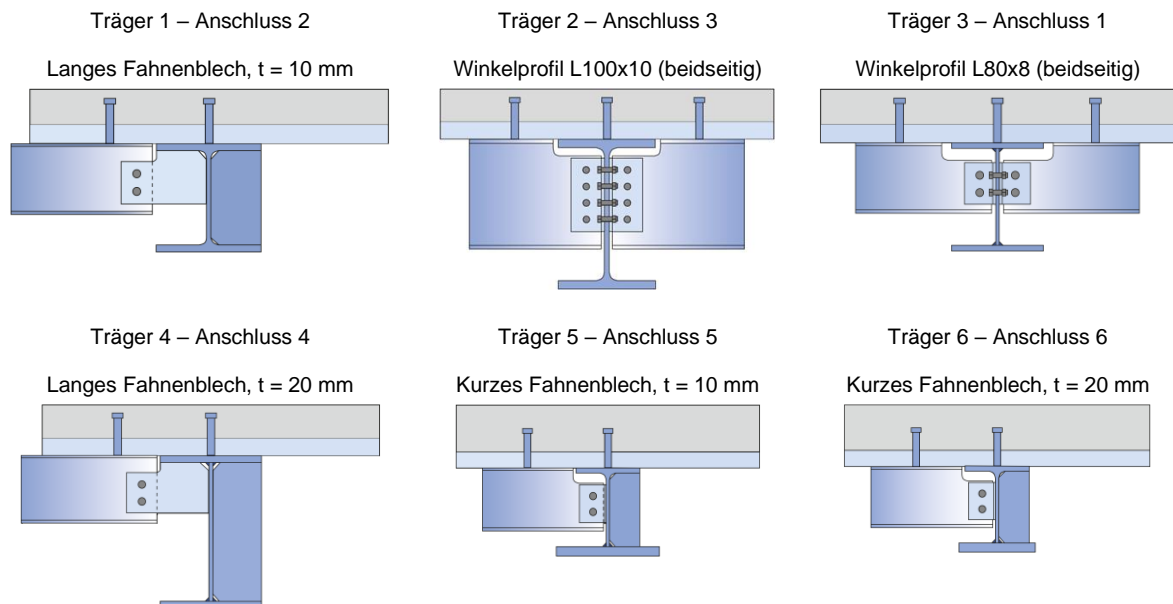 Träger 1 – Anschluss 2
Träger 2 – Anschluss 3
Träger 3 – Anschluss 1
Langes Fahnenblech, t = 10 mm
Winkelprofil L100x10 (beidseitig)
Winkelprofil L80x8 (beidseitig)
Träger 4 – Anschluss 4
Träger 5 – Anschluss 5
Träger 6 – Anschluss 6
Langes Fahnenblech, t = 20 mm
Kurzes Fahnenblech, t = 10 mm
Kurzes Fahnenblech, t = 20 mm